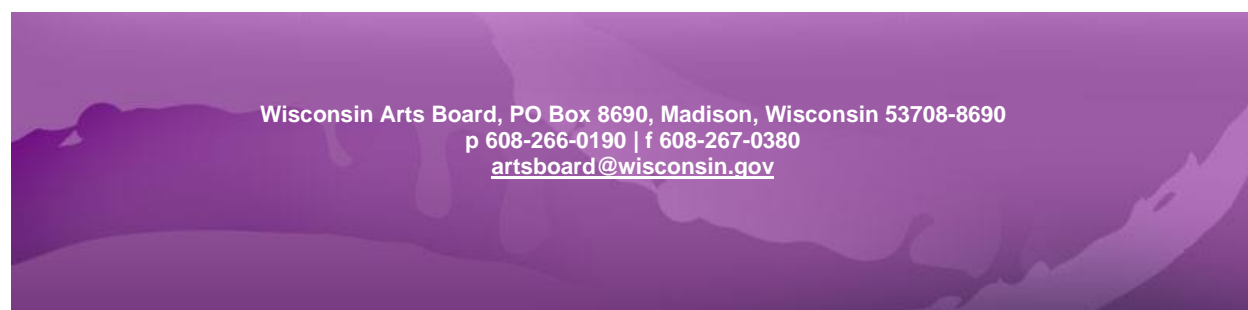 Wisconsin Arts Board, PO Box 8690, Madison, Wisconsin 53708-8690
p 608-266-0190 | f 608-267-0380
artsboard@wisconsin.gov